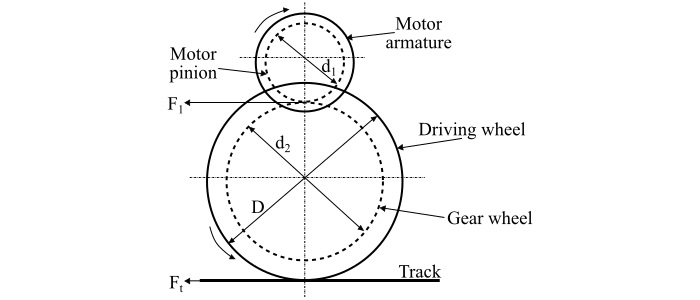 Motor
armature
Motor
pinion
d₁
F₁
Driving wheel
d₂
D
Gear wheel
Track
Fₜ